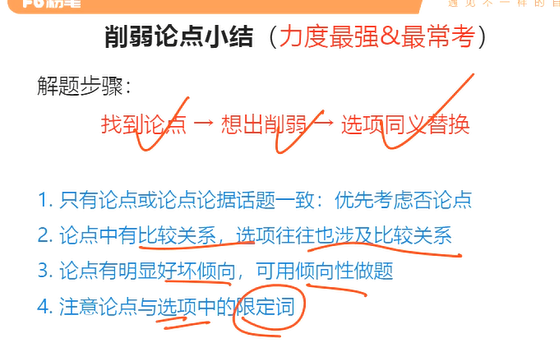 粉笔
遇见不一样的自
削弱论点小结（力度最强&最常考）
解题步骤：
找到论点 → 想出削弱 → 选项同义替换
1. 只有论点或论点论据话题一致：优先考虑否论点
2. 论点中有比较关系，选项往往也涉及比较关系
3. 论点有明显好坏倾向，可用倾向性做题
4. 注意论点与选项中的限定词